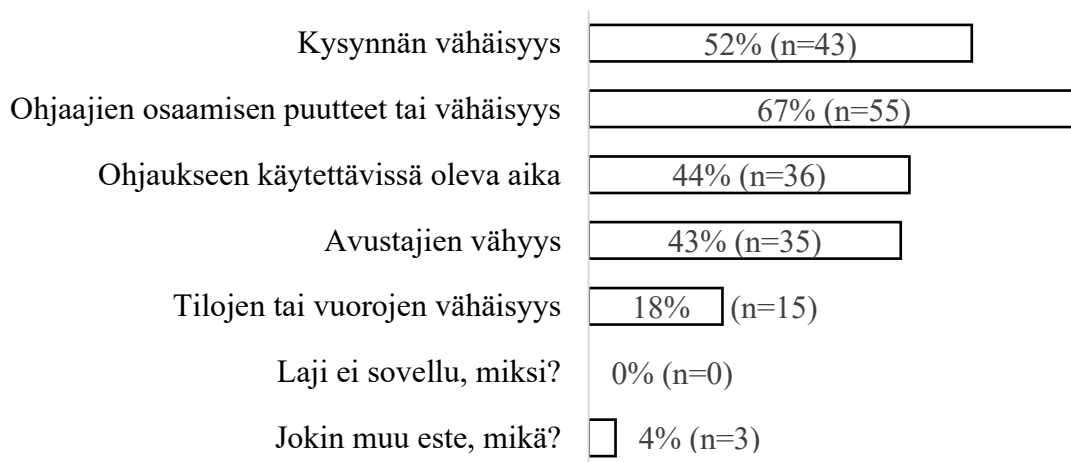 Kysynnän vähäisyys 52% (n=43)
Ohjaajien osaamisen puutteet tai vähäisyys 67% (n=55)
Ohjaukseen käytettävissä oleva aika 44% (n=36)
Avustajien vähyys 43% (n=35)
Tilojen tai vuorojen vähäisyys 18% (n=15)
Laji ei sovellu, miksi? 0% (n=0)
Jokin muu este, mikä? 4% (n=3)